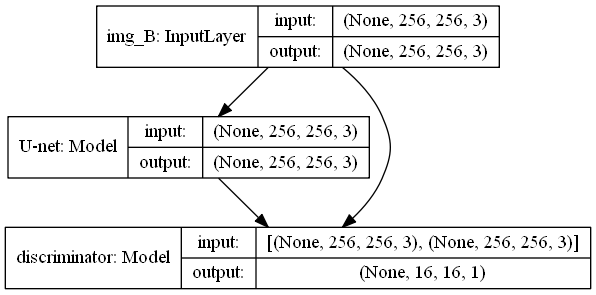 img_B: InputLayer
input: (None, 256, 256, 3)
output: (None, 256, 256, 3)
U-net: Model
input: (None, 256, 256, 3)
output: (None, 256, 256, 3)
discriminator: Model
input: [(None, 256, 256, 3), (None, 256, 256, 3)]
output: (None, 16, 16, 1)